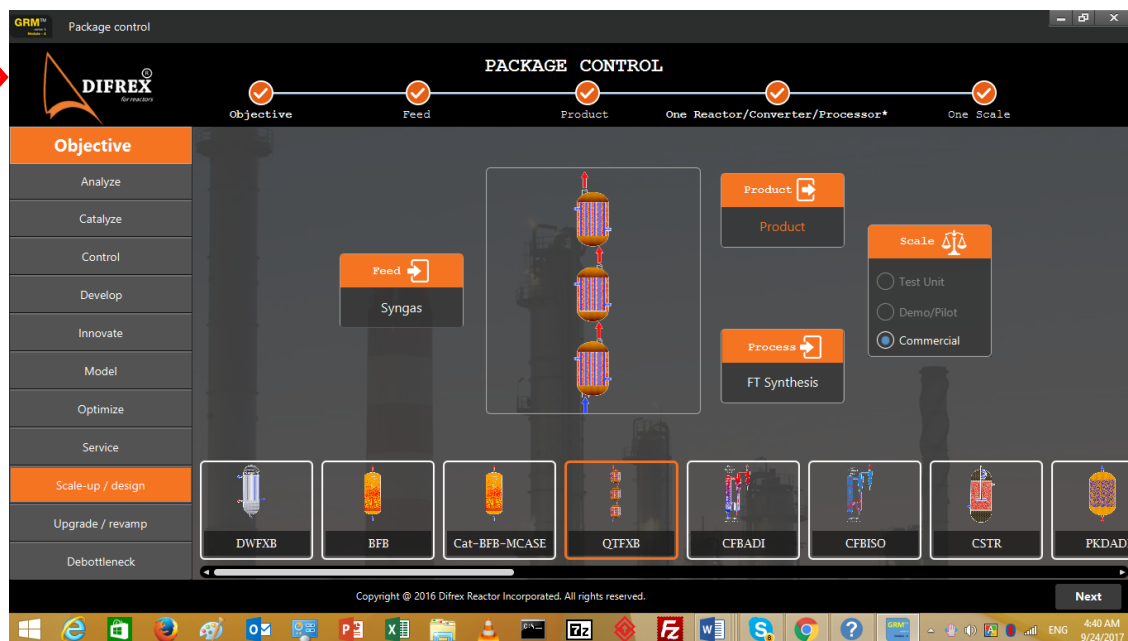 GRM™
Package control
DIFREX®
for reactors
PACKAGE CONTROL
Objective
Feed
Product
One Reactor/Converter/Processor*
One Scale
Objective
Analyze
Catalyze
Control
Develop
Innovate
Model
Optimize
Service
Scale-up / design
Upgrade / revamp
Debottleneck
Feed
Syngas
Product
Product
Process
FT Synthesis
Scale
Test Unit
Demo/Pilot
Commercial
DWFXB
BFB
Cat-BFB-MCASE
QTFXB
CFBADI
CFBISO
CSTR
PKDAD
Copyright @ 2016 Difrex Reactor Incorporated. All rights reserved.
Next
ENG
4:40 AM
9/24/2017